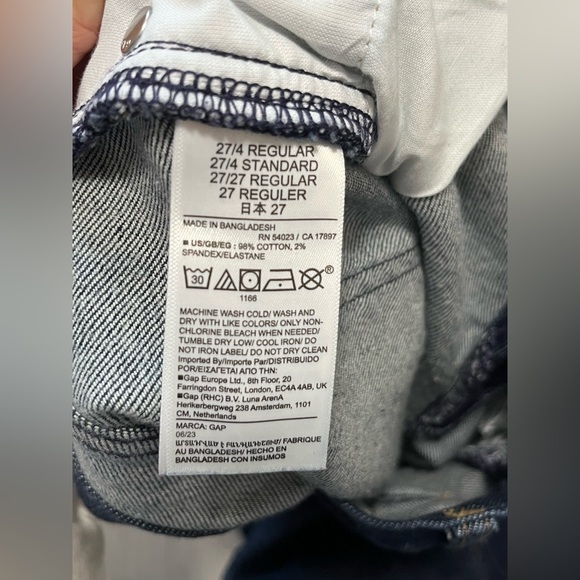 27/4 REGULAR
27/4 STANDARD
27/27 REGULAR
27 REGULER
日本 27
MADE IN BANGLADESH
RN 54023 / CA 17897
■ US/GB/EG : 98% COTTON, 2%
SPANDEX/ELASTANE
30
®
1166
MACHINE WASH COLD/ WASH AND
DRY WITH LIKE COLORS/ ONLY NON-
CHLORINE BLEACH WHEN NEEDED/
TUMBLE DRY LOW/ COOL IRON/ DO
NOT IRON LABEL/ DO NOT DRY CLEAN
Imported By/Importe Par/DISTRIBUIDO
POR/ΕΙΣΑΓΕΤΑΙ ΑΠΟ ΤΗΝ:
■Gap Europe Ltd., 8th Floor, 20
Farringdon Street, London, EC4A 4AB, UK
■Gap (RHC) B.V. Luna ArenA
Herikerbergweg 238 Amsterdam, 1101
CM, Netherlands
MARCA: GAP
06/23
ԱՐՏԱԴՐՎԵԼ Է ԲԱՆԳԼԱԴԵՇՈՒՄ/ FABRIQUE
AU BANGLADESH/ HECHO EN
BANGLADESH CON INSUMOS